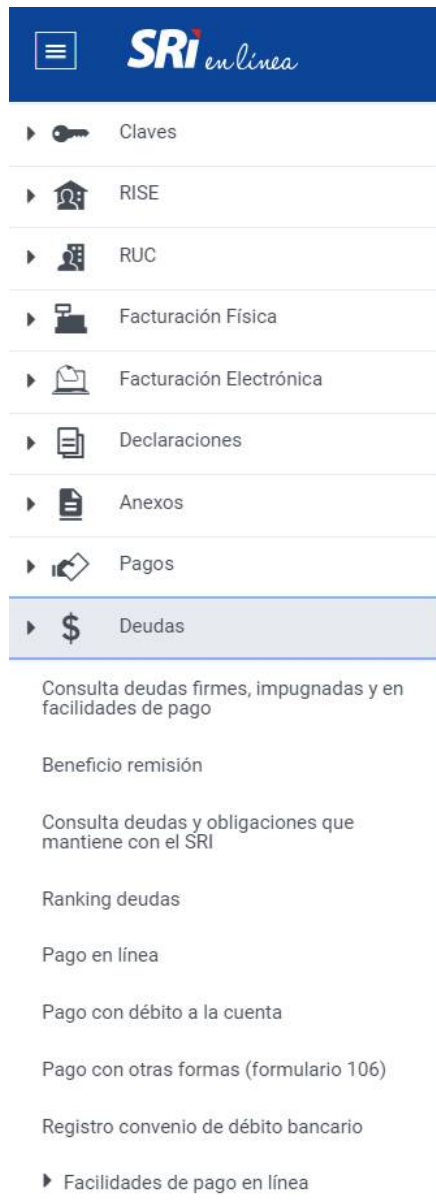 SRi en línea
Claves
RISE
RUC
Facturación Física
Facturación Electrónica
Declaraciones
Anexos
Pagos
$ Deudas
Consulta deudas firmes, impugnadas y en
facilidades de pago
Beneficio remisión
Consulta deudas y obligaciones que
mantiene con el SRI
Ranking deudas
Pago en línea
Pago con débito a la cuenta
Pago con otras formas (formulario 106)
Registro convenio de débito bancario
Facilidades de pago en línea